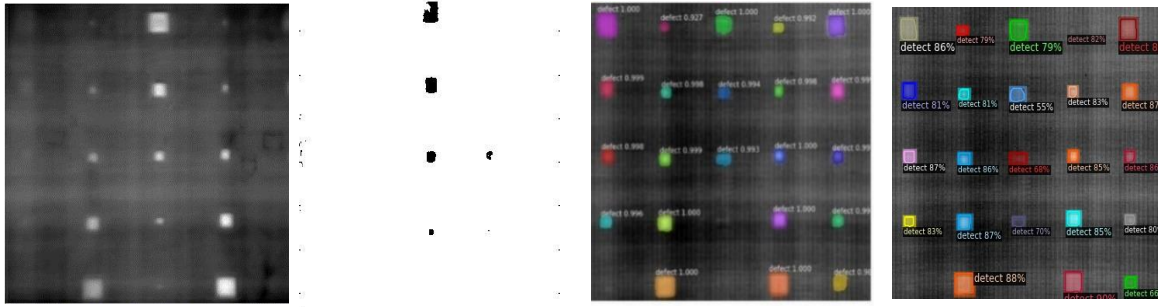 defect 1.000
defect 0.927
defect 1.000
defect 0.992
defect 0.999
defect 0.998
defect 0.994
defect 0.998
defect 0.998
defect 0.999
defect 0.993
defect 1.000
defect 0.996
defect 1.000
defect 1.000
defect 1.000
defect 1.000
detect 86%
detect 79%
detect 79%
detect 82%
detect 81%
detect 81%
detect 55%
detect 83%
detect 87%
detect 86%
detect 68%
detect 85%
detect 83%
detect 87%
detect 70%
detect 85%
detect 88%
detect 90%